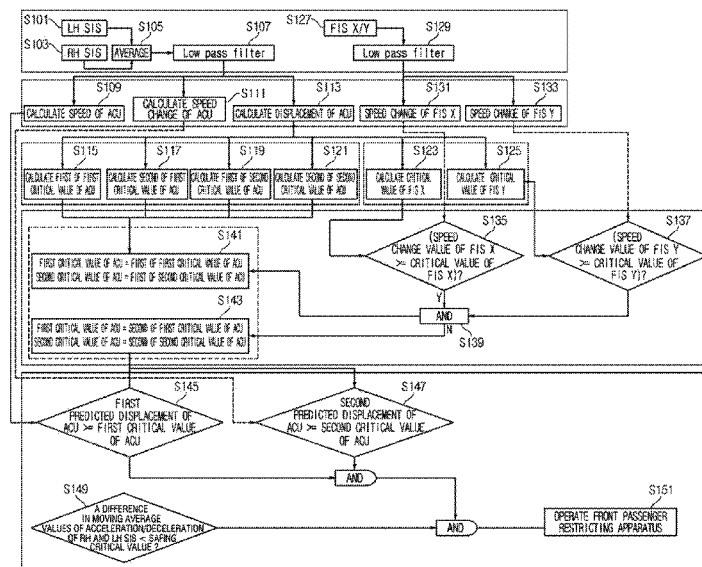 S101
LH SIS
S103
RH SIS
S105
AVERAGE
S107
Low pass filter
S127
FIS X/Y
S129
Low pass filter
S109
CALCULATE SPEED OF ACU
S111
CALCULATE SPEED
CHANGE OF ACU
S113
CALCULATE DISPLACEMENT OF ACU
S131
SPEED CHANGE OF FIS X
S133
SPEED CHANGE OF FIS Y
S115
CALCULATE FIRST OF FIRST
CRITICAL VALUE OF ACU
S117
CALCULATE SECOND OF FIRST
CRITICAL VALUE OF ACU
S119
CALCULATE FIRST OF SECOND
CRITICAL VALUE OF ACU
S121
CALCULATE SECOND OF SECOND
CRITICAL VALUE OF ACU
S123
CALCULATE CRITICAL
VALUE OF FIS X
S125
CALCULATE CRITICAL
VALUE OF FIS Y
S135
(SPEED
CHANGE VALUE OF FIS X
>= CRITICAL VALUE OF
FIS X)?
S137
(SPEED
CHANGE VALUE OF FIS Y
>= CRITICAL VALUE OF
FIS Y)?
S141
FIRST CRITICAL VALUE OF ACU = FIRST OF FIRST CRITICAL VALUE OF ACU
SECOND CRITICAL VALUE OF ACU = FIRST OF SECOND CRITICAL VALUE OF ACU
Y
AND
N
S139
S143
FIRST CRITICAL VALUE OF ACU = SECOND OF FIRST CRITICAL VALUE OF ACU
SECOND CRITICAL VALUE OF ACU = SECOND OF SECOND CRITICAL VALUE OF ACU
S145
FIRST
PREDICTED DISPLACEMENT OF
ACU >= FIRST CRITICAL VALUE
OF ACU
S147
SECOND
PREDICTED DISPLACEMENT OF
ACU >= SECOND CRITICAL VALUE
OF ACU
AND
S149
A DIFFERENCE
IN MOVING AVERAGE
VALUES OF ACCELERATION/DECELERATION
OF RH AND LH SIS < SAFING
CRITICAL VALUE ?
AND
S151
OPERATE FRONT PASSENGER
RESTRICTING APPARATUS